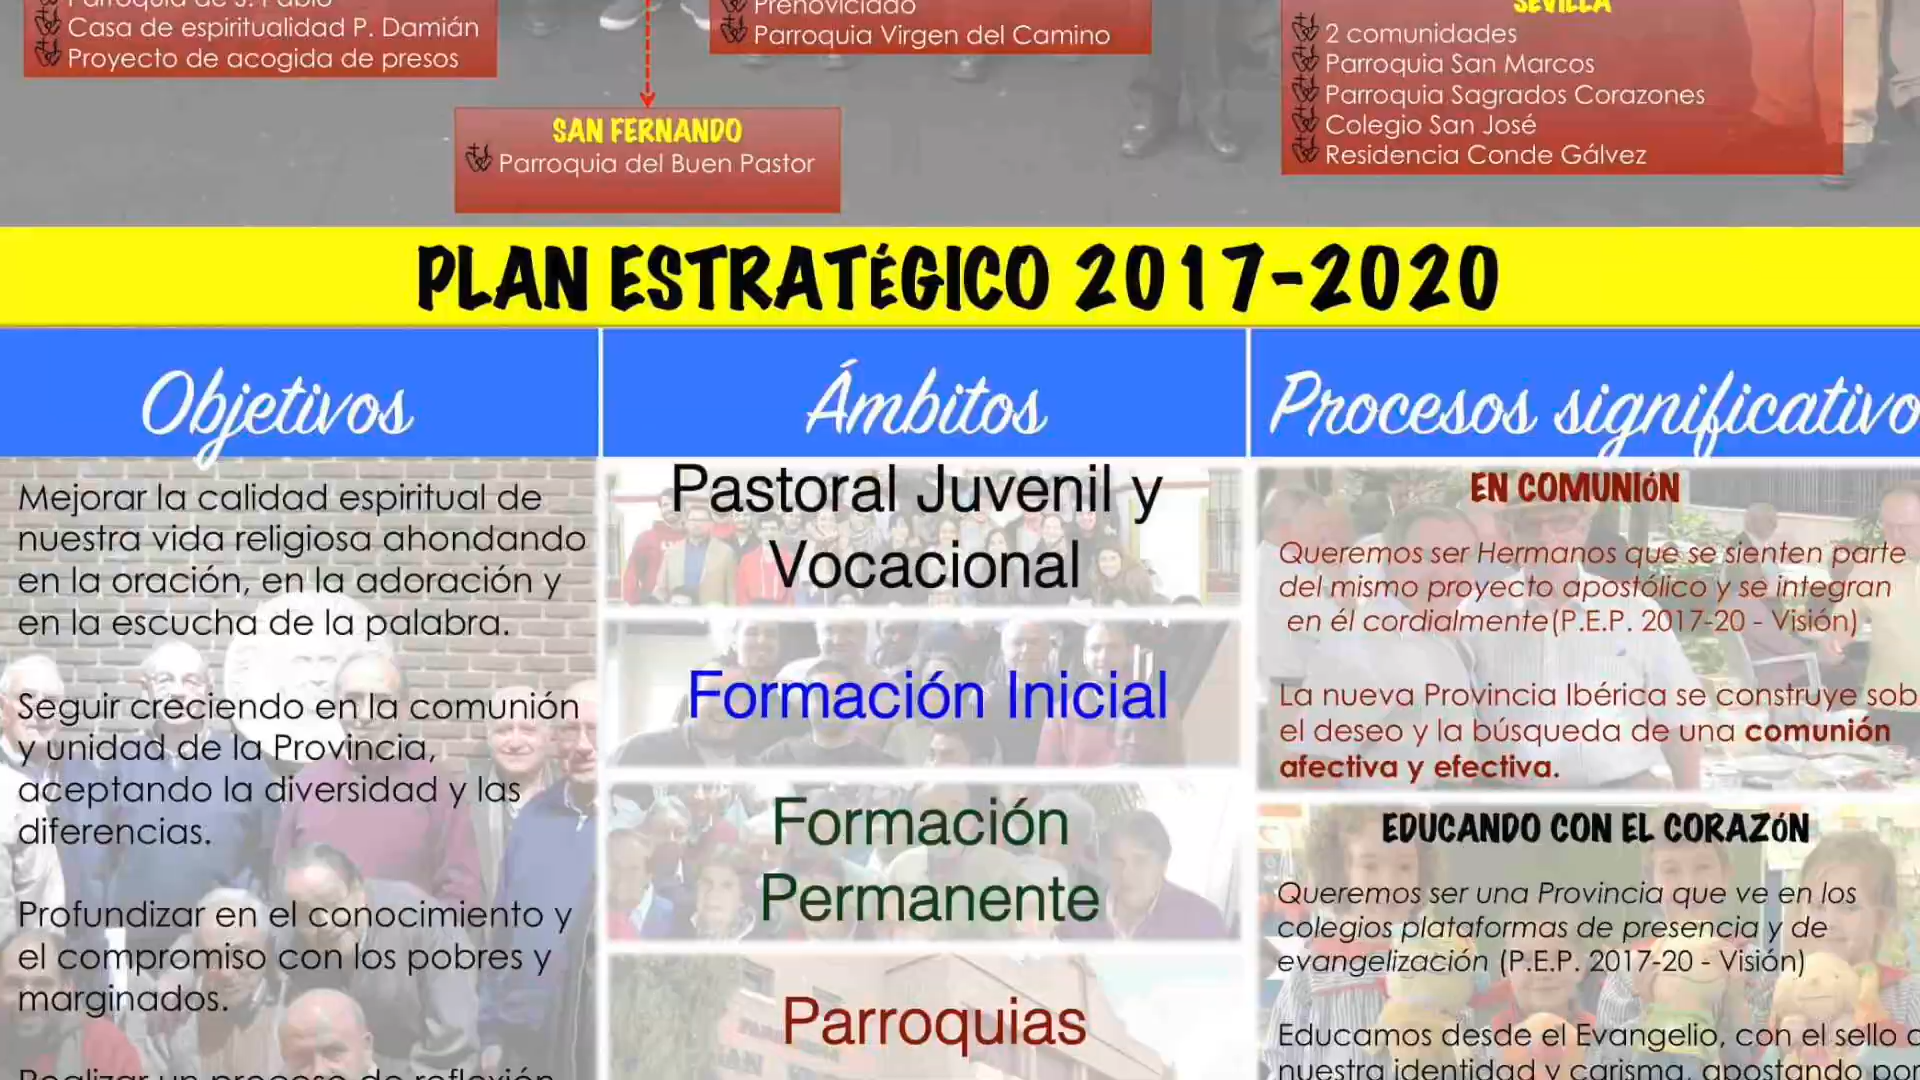 Casa de espiritualidad P. Damián
Proyecto de acogida de presos
Prenoviciado
Parroquia Virgen del Camino
SEVILLA
2 comunidades
Parroquia San Marcos
Parroquia Sagrados Corazones
Colegio San José
Residencia Conde Gálvez
SAN FERNANDO
Parroquia del Buen Pastor
PLAN ESTRATÉGICO 2017-2020
Objetivos
Mejorar la calidad espiritual de
nuestra vida religiosa ahondando
en la oración, en la adoración y
en la escucha de la palabra.
Seguir creciendo en la comunión
y unidad de la Provincia,
aceptando la diversidad y las
diferencias.
Profundizar en el conocimiento y
el compromiso con los pobres y
marginados.
Realizar un proceso de reflexión
Ámbitos
Pastoral Juvenil y
Vocacional
Formación Inicial
Formación
Permanente
Parroquias
Procesos significativo
EN COMUNIÓN
Queremos ser Hermanos que se sienten parte
del mismo proyecto apostólico y se integran
en él cordialmente(P.E.P. 2017-20 - Visión)
La nueva Provincia Ibérica se construye sob
el deseo y la búsqueda de una comunión
afectiva y efectiva.
EDUCANDO CON EL CORAZÓN
Queremos ser una Provincia que ve en los
colegios plataformas de presencia y de
evangelización (P.E.P. 2017-20 - Visión)
Educamos desde el Evangelio, con el sello
nuestra identidad y carisma, apostando por